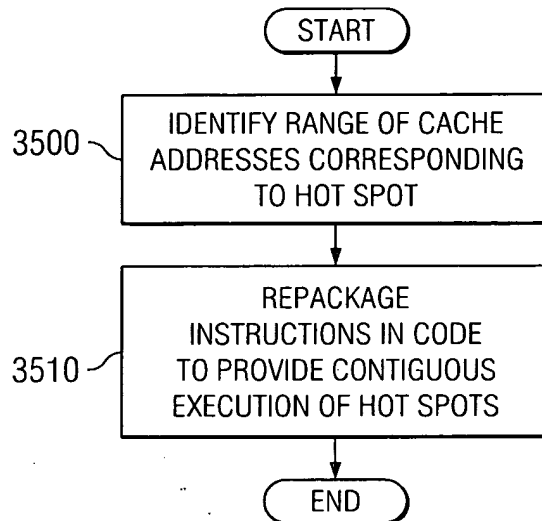 START
3500
IDENTIFY RANGE OF CACHE
ADDRESSES CORRESPONDING
TO HOT SPOT
3510
REPACKAGE
INSTRUCTIONS IN CODE
TO PROVIDE CONTIGUOUS
EXECUTION OF HOT SPOTS
END